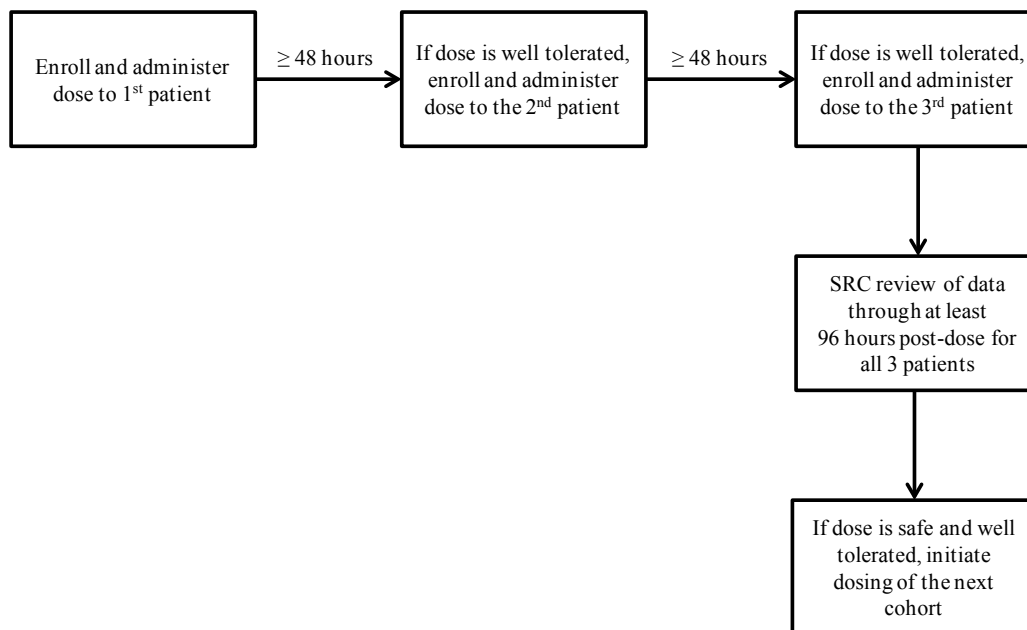 Enroll and administer
dose to 1st patient
≥ 48 hours
If dose is well tolerated,
enroll and administer
dose to the 2nd patient
≥ 48 hours
If dose is well tolerated,
enroll and administer
dose to the 3rd patient
SRC review of data
through at least
96 hours post-dose for
all 3 patients
If dose is safe and well
tolerated, initiate
dosing of the next
cohort